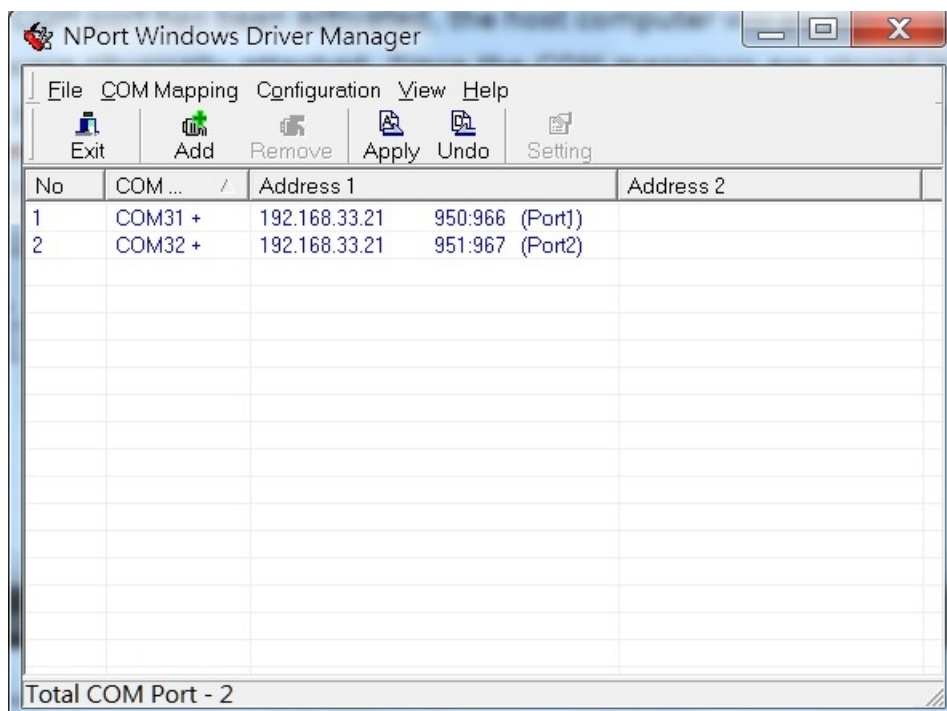 NPort Windows Driver Manager
File COM Mapping Configuration View Help
Exit Add Remove Apply Undo Setting
No COM ... Address 1 Address 2
1 COM31 + 192.168.33.21 950:966 (Port1)
2 COM32 + 192.168.33.21 951:967 (Port2)
Total COM Port - 2